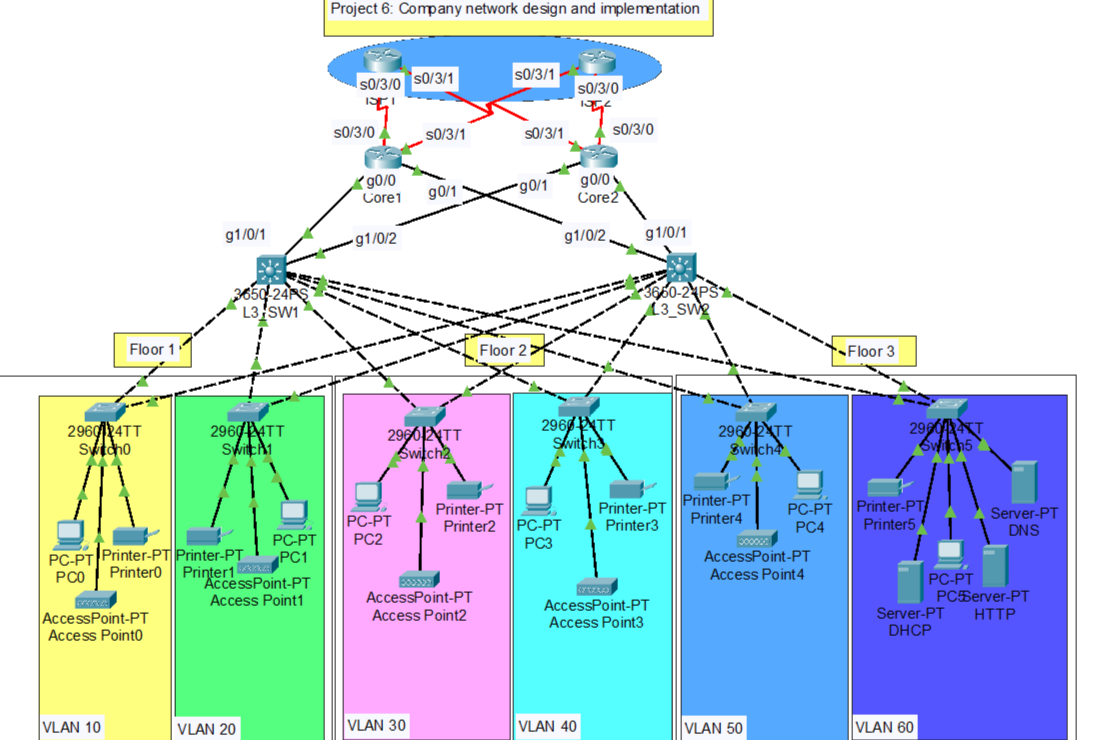 Project 6: Company network design and implementation
s0/3/0
s0/3/1
s0/3/1
s0/3/0
ISP1
ISP2
s0/3/0
s0/3/1
s0/3/1
s0/3/0
g0/0
Core1
g0/1
g0/1
g0/0
Core2
g1/0/1
g1/0/2
g1/0/2
g1/0/1
3650-24PS
L3_SW1
3650-24PS
L3_SW2
Floor 1
Floor 2
Floor 3
2960-24TT
Switch0
2960-24TT
Switch1
2960-24TT
Switch2
2960-24TT
Switch3
2960-24TT
Switch4
2960-24TT
Switch5
PC-PT
PC0
Printer-PT
Printer0
AccessPoint-PT
Access Point0
Printer-PT
Printer1
PC-PT
PC1
AccessPoint-PT
Access Point1
PC-PT
PC2
Printer-PT
Printer2
AccessPoint-PT
Access Point2
PC-PT
PC3
Printer-PT
Printer3
AccessPoint-PT
Access Point3
Printer-PT
Printer4
PC-PT
PC4
AccessPoint-PT
Access Point4
Printer-PT
Printer5
Server-PT
DNS
PC-PT
PC5
Server-PT
DHCP
Server-PT
HTTP
VLAN 10
VLAN 20
VLAN 30
VLAN 40
VLAN 50
VLAN 60